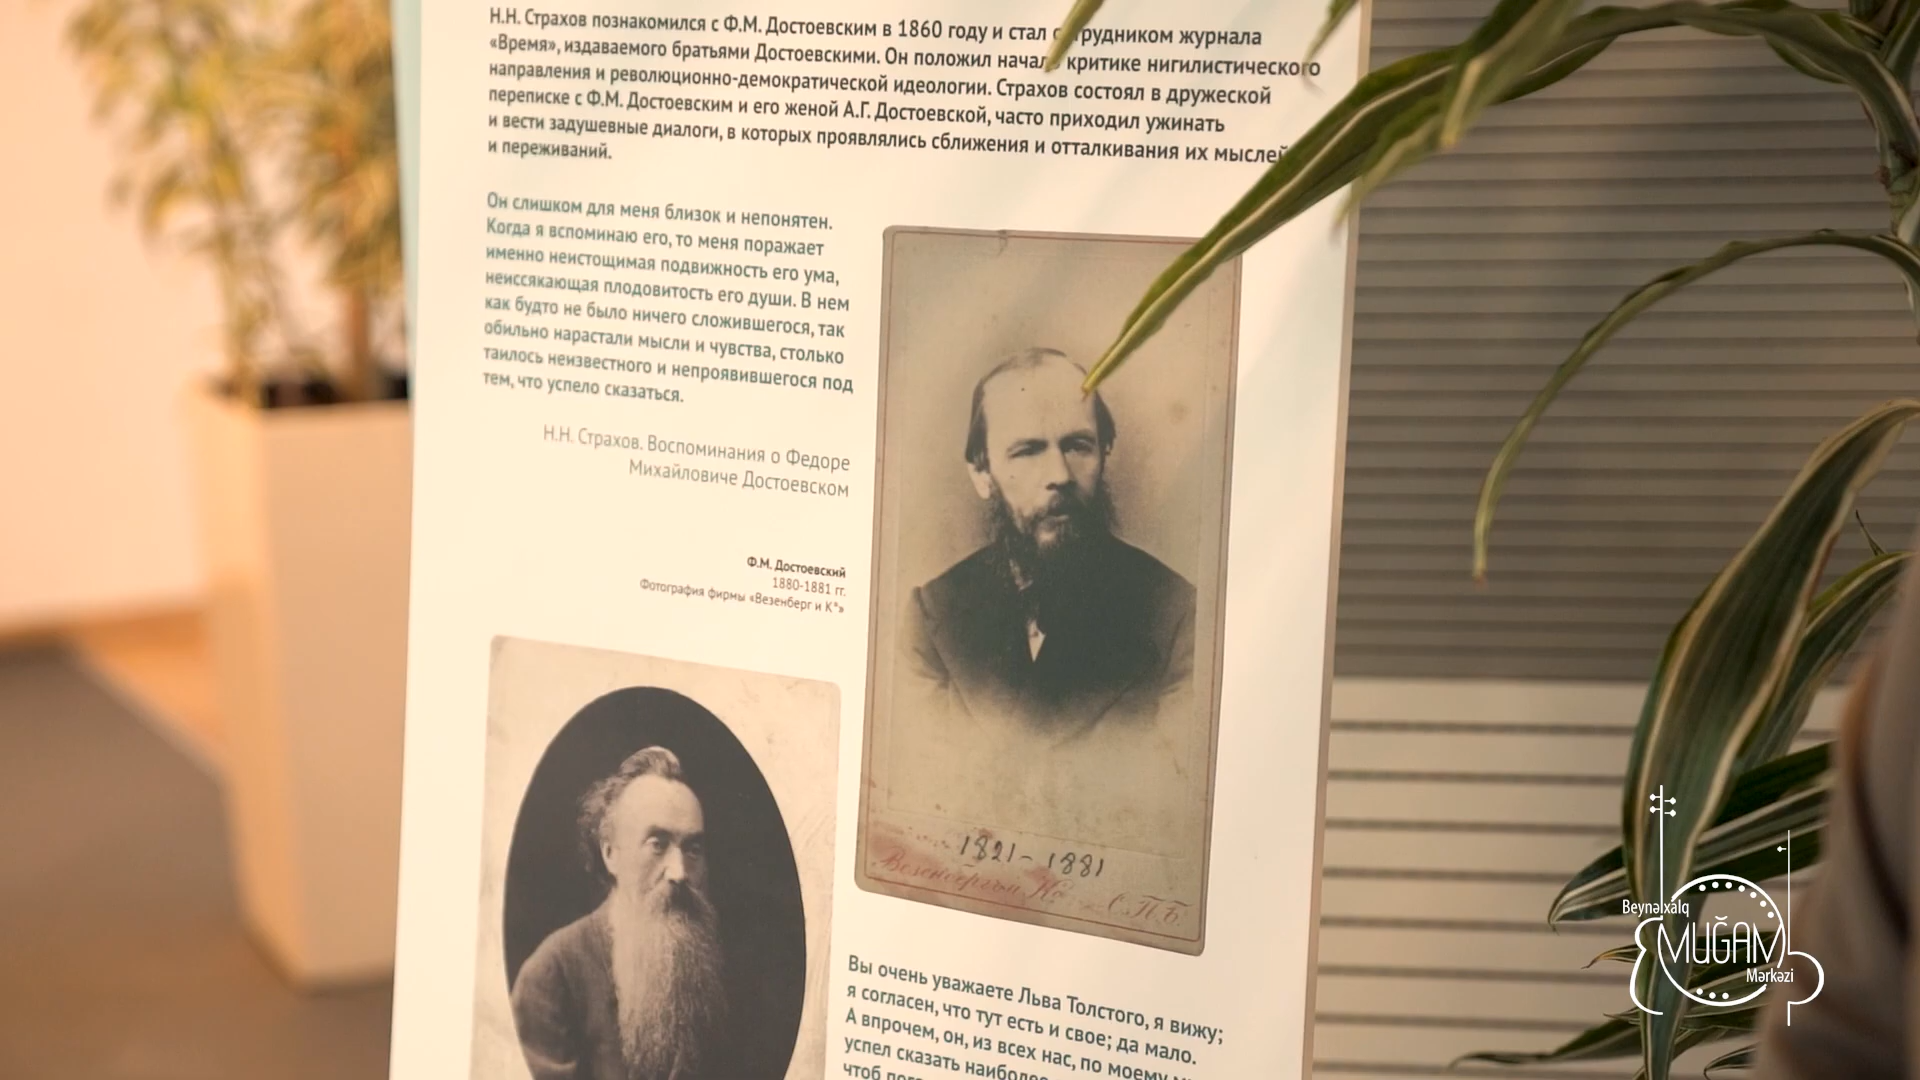 Н.Н. Страхов познакомился с Ф.М. Достоевским в 1860 году и стал сотрудником журнала
«Время», издаваемого братьями Достоевскими. Он положил начало критике нигилистического
направления и революционно-демократической идеологии. Страхов состоял в дружеской
переписке с Ф.М. Достоевским и его женой А.Г. Достоевской, часто приходил ужинать
и вести задушевные диалоги, в которых проявлялись сближения и отталкивания их мыслей
и переживаний.
Он слишком для меня близок и непонятен.
Когда я вспоминаю его, то меня поражает
именно неистощимая подвижность его ума,
неиссякающая плодовитость его души. В нем
как будто не было ничего сложившегося, так
обильно нарастали мысли и чувства, столько
таилось неизвестного и непроявившегося под
тем, что успело сказаться.
Н.Н. Страхов. Воспоминания о Федоре
Михайловиче Достоевском
Ф.М. Достоевский
1880-1881 гг.
Фотография фирмы «Везенберг и К°»
1821-1881
Везенбергъ и Ко С.П.Б.
Вы очень уважаете Льва Толстого, я вижу;
я согласен, что тут есть и свое; да мало.
А впрочем, он, из всех нас, по моему
успел сказать наиболее
чтоб
Beynəlxalq
MUĞAM
Mərkəzi